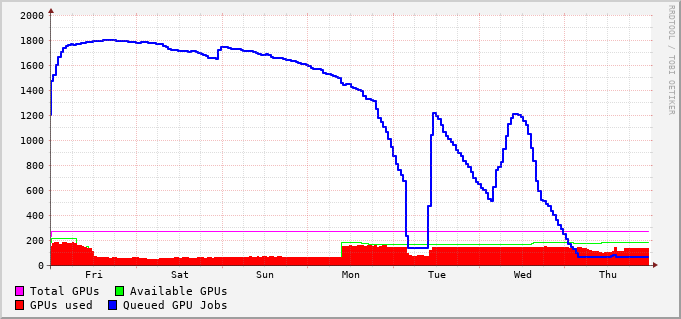 2000
1800
1600
1400
1200
1000
800
600
400
200
0
Fri Sat Sun Mon Tue Wed Thu
Total GPUs Available GPUs
GPUs used Queued GPU Jobs
RRDTOOL / TOBI OETIKER